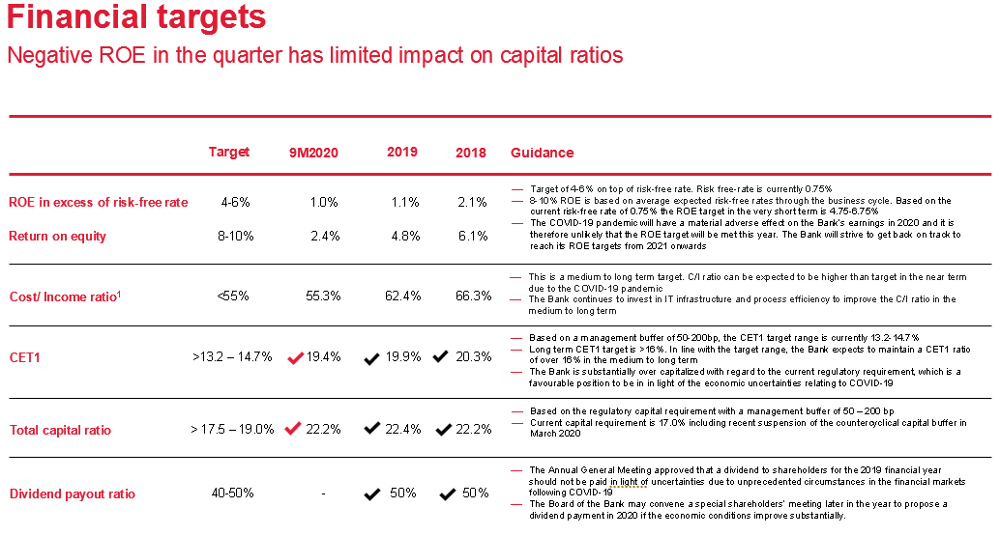 Financial targets
Negative ROE in the quarter has limited impact on capital ratios
Target 9M2020 2019 2018 Guidance
ROE in excess of risk-free rate 4-6% 1.0% 1.1% 2.1%
Return on equity 8-10% 2.4% 4.8% 6.1%
— Target of 4-6% on top of risk-free rate. Risk free-rate is currently 0.75%
— 8-10% ROE is based on average expected risk-free rates through the business cycle. Based on the
current risk-free rate of 0.75% the ROE target in the very short term is 4.75-6.75%
— The COVID-19 pandemic will have a material adverse effect on the Bank's earnings in 2020 and it is
therefore unlikely that the ROE target will be met this year. The Bank will strive to get back on track to
reach its ROE targets from 2021 onwards
Cost/ Income ratio1 <55% 55.3% 62.4% 66.3%
— This is a medium to long term target. C/I ratio can be expected to be higher than target in the near term
due to the COVID-19 pandemic
— The Bank continues to invest in IT infrastructure and process efficiency to improve the C/I ratio in the
medium to long term
CET1 >13.2 – 14.7% 19.4% 19.9% 20.3%
— Based on a management buffer of 50-200bp, the CET1 target range is currently 13.2-14.7%
— Long term CET1 target is >16%. In line with the target range, the Bank expects to maintain a CET1 ratio
of over 16% in the medium to long term
— The Bank is substantially over capitalized with regard to the current regulatory requirement, which is a
favourable position to be in in light of the economic uncertainties relating to COVID-19
Total capital ratio > 17.5 – 19.0% 22.2% 22.4% 22.2%
— Based on the regulatory capital requirement with a management buffer of 50 – 200 bp
— Current capital requirement is 17.0% including recent suspension of the counteroyclical capital buffer in
March 2020
Dividend payout ratio 40-50% - 50% 50%
— The Annual General Meeting approved that a dividend to shareholders for the 2019 financial year
should not be paid in light of uncertainties due to unprecedented circumstances in the financial markets
following COVID-19
— The Board of the Bank may convene a special shareholders' meeting later in the year to propose a
dividend payment in 2020 if the economic conditions improve substantially.